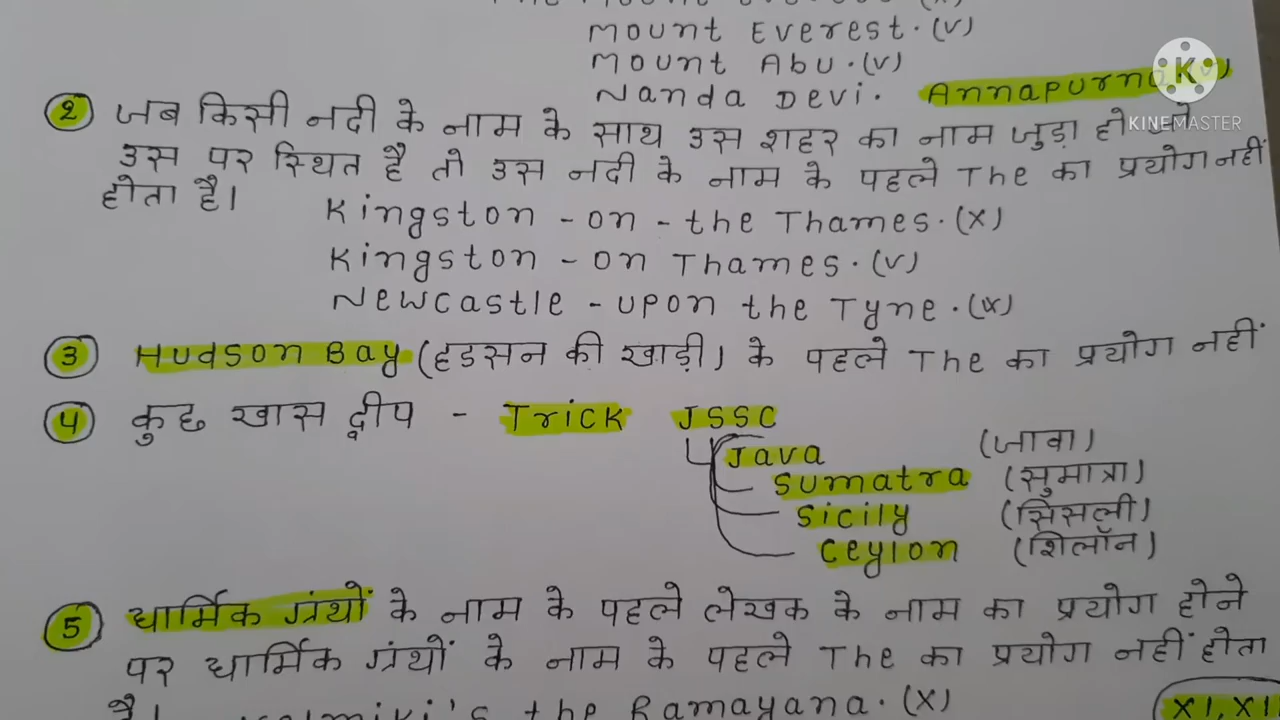 Mount Everest. (✓)
Mount Abu. (✓)
Nanda Devi. Annapurna
K
KINEMASTER
② जब किसी नदी के नाम के साथ उस शहर का नाम जुड़ा हो
उस पर स्थित है तो उस नदी के नाम के पहले The का प्रयोग नहीं
होता है।
Kingston - on - the Thames. (X)
Kingston - on Thames. (✓)
Newcastle - upon the Tyne. (X)
③ Hudson Bay (हडसन की खाड़ी) के पहले The का प्रयोग नहीं
④ कुछ खास द्वीप - Trick JSSC
Java (जावा)
Sumatra (सुमात्रा)
Sicily (सिसली)
Ceylon (शिलॉन)
⑤ धार्मिक ग्रंथों के नाम के पहले लेखक के नाम का प्रयोग होने
पर धार्मिक ग्रंथों के नाम के पहले The का प्रयोग नहीं होता
है। the Ramayana. (X)
XI, XI